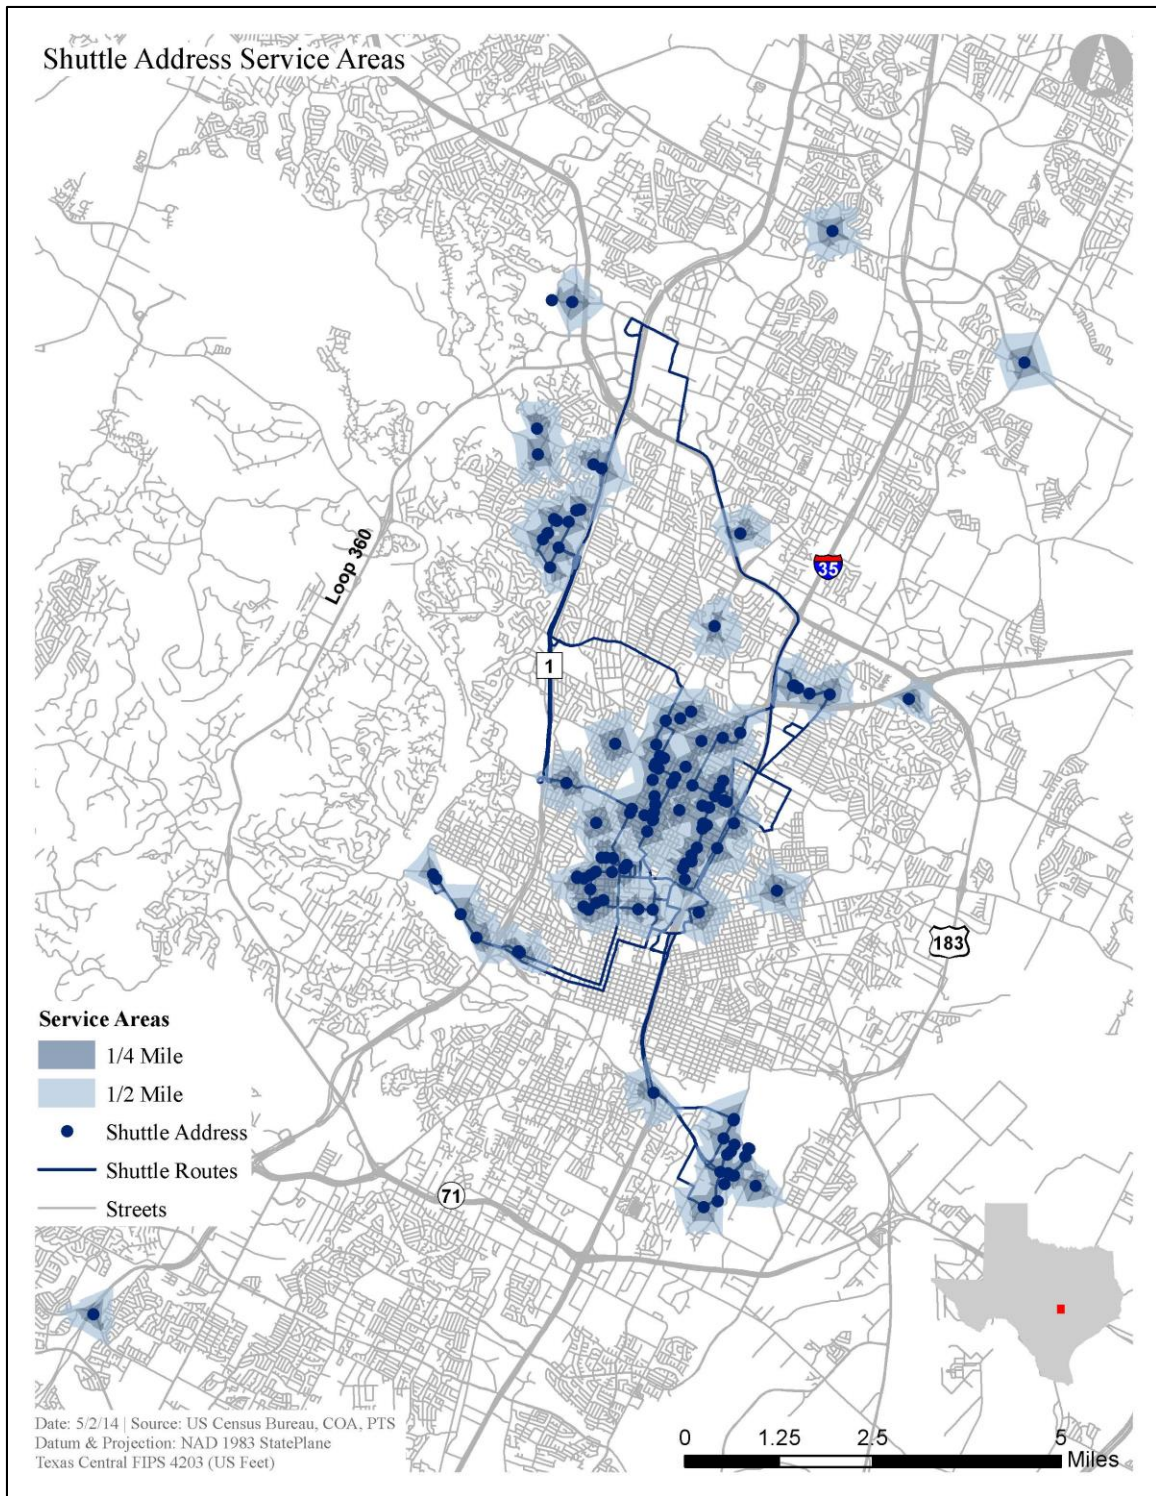 Shuttle Address Service Areas
Loop 360
35
1
183
Service Areas
1/4 Mile
1/2 Mile
Shuttle Address
Shuttle Routes
Streets
71
Date: 5/2/14 | Source: US Census Bureau, COA, PTS
Datum & Projection: NAD 1983 StatePlane
Texas Central FIPS 4203 (US Feet)
0 1.25 2.5 5
Miles